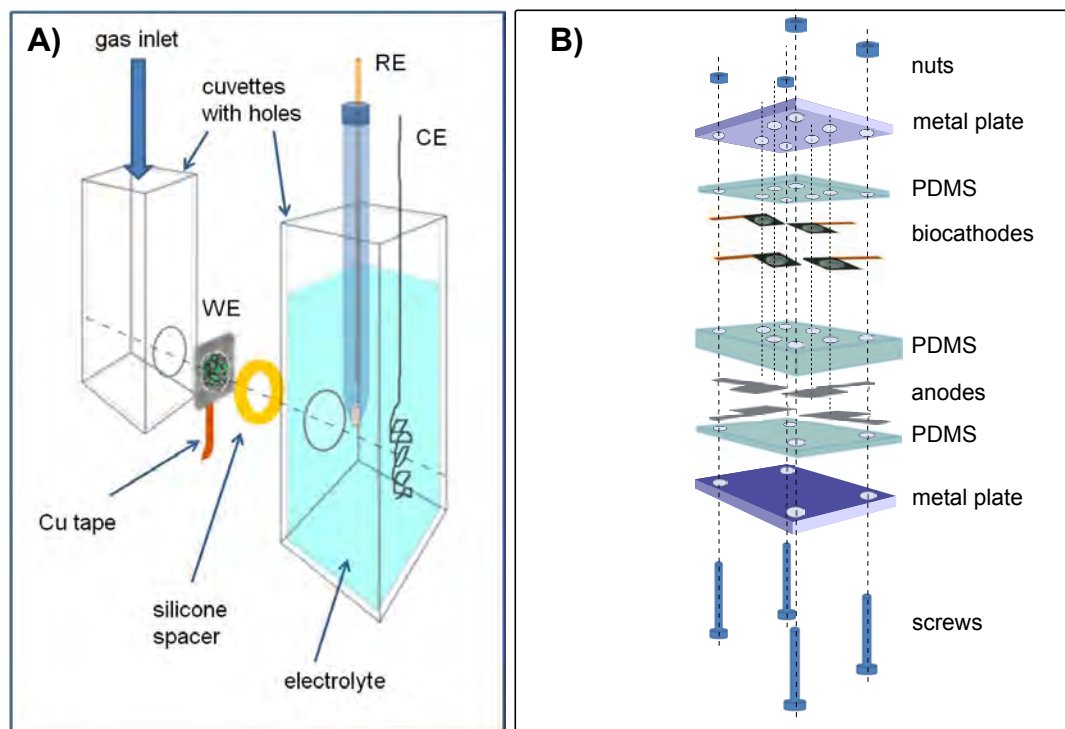 A)
gas inlet
cuvettes
with holes
RE
CE
WE
Cu tape
silicone
spacer
electrolyte
B)
nuts
metal plate
PDMS
biocathodes
PDMS
anodes
PDMS
metal plate
screws